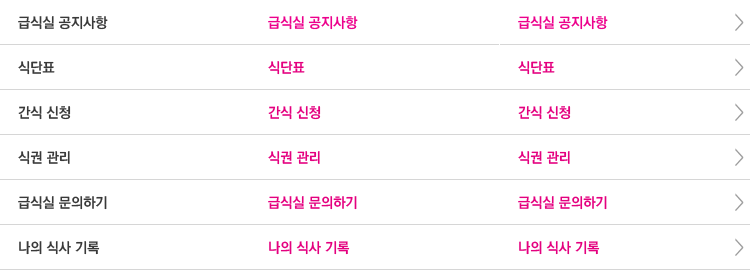 급식실 공지사항 급식실 공지사항 급식실 공지사항
식단표 식단표 식단표
간식 신청 간식 신청 간식 신청
식권 관리 식권 관리 식권 관리
급식실 문의하기 급식실 문의하기 급식실 문의하기
나의 식사 기록 나의 식사 기록 나의 식사 기록